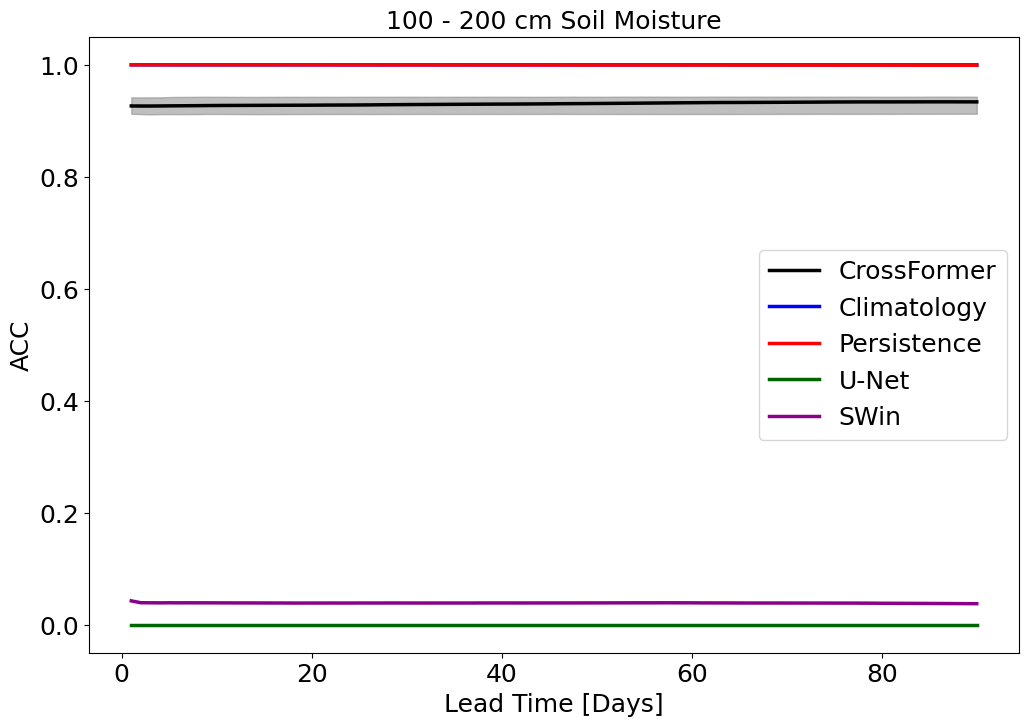 100 - 200 cm Soil Moisture
1.0
0.8
0.6
0.4
0.2
0.0
ACC
CrossFormer
Climatology
Persistence
U-Net
SWin
0 20 40 60 80
Lead Time [Days]